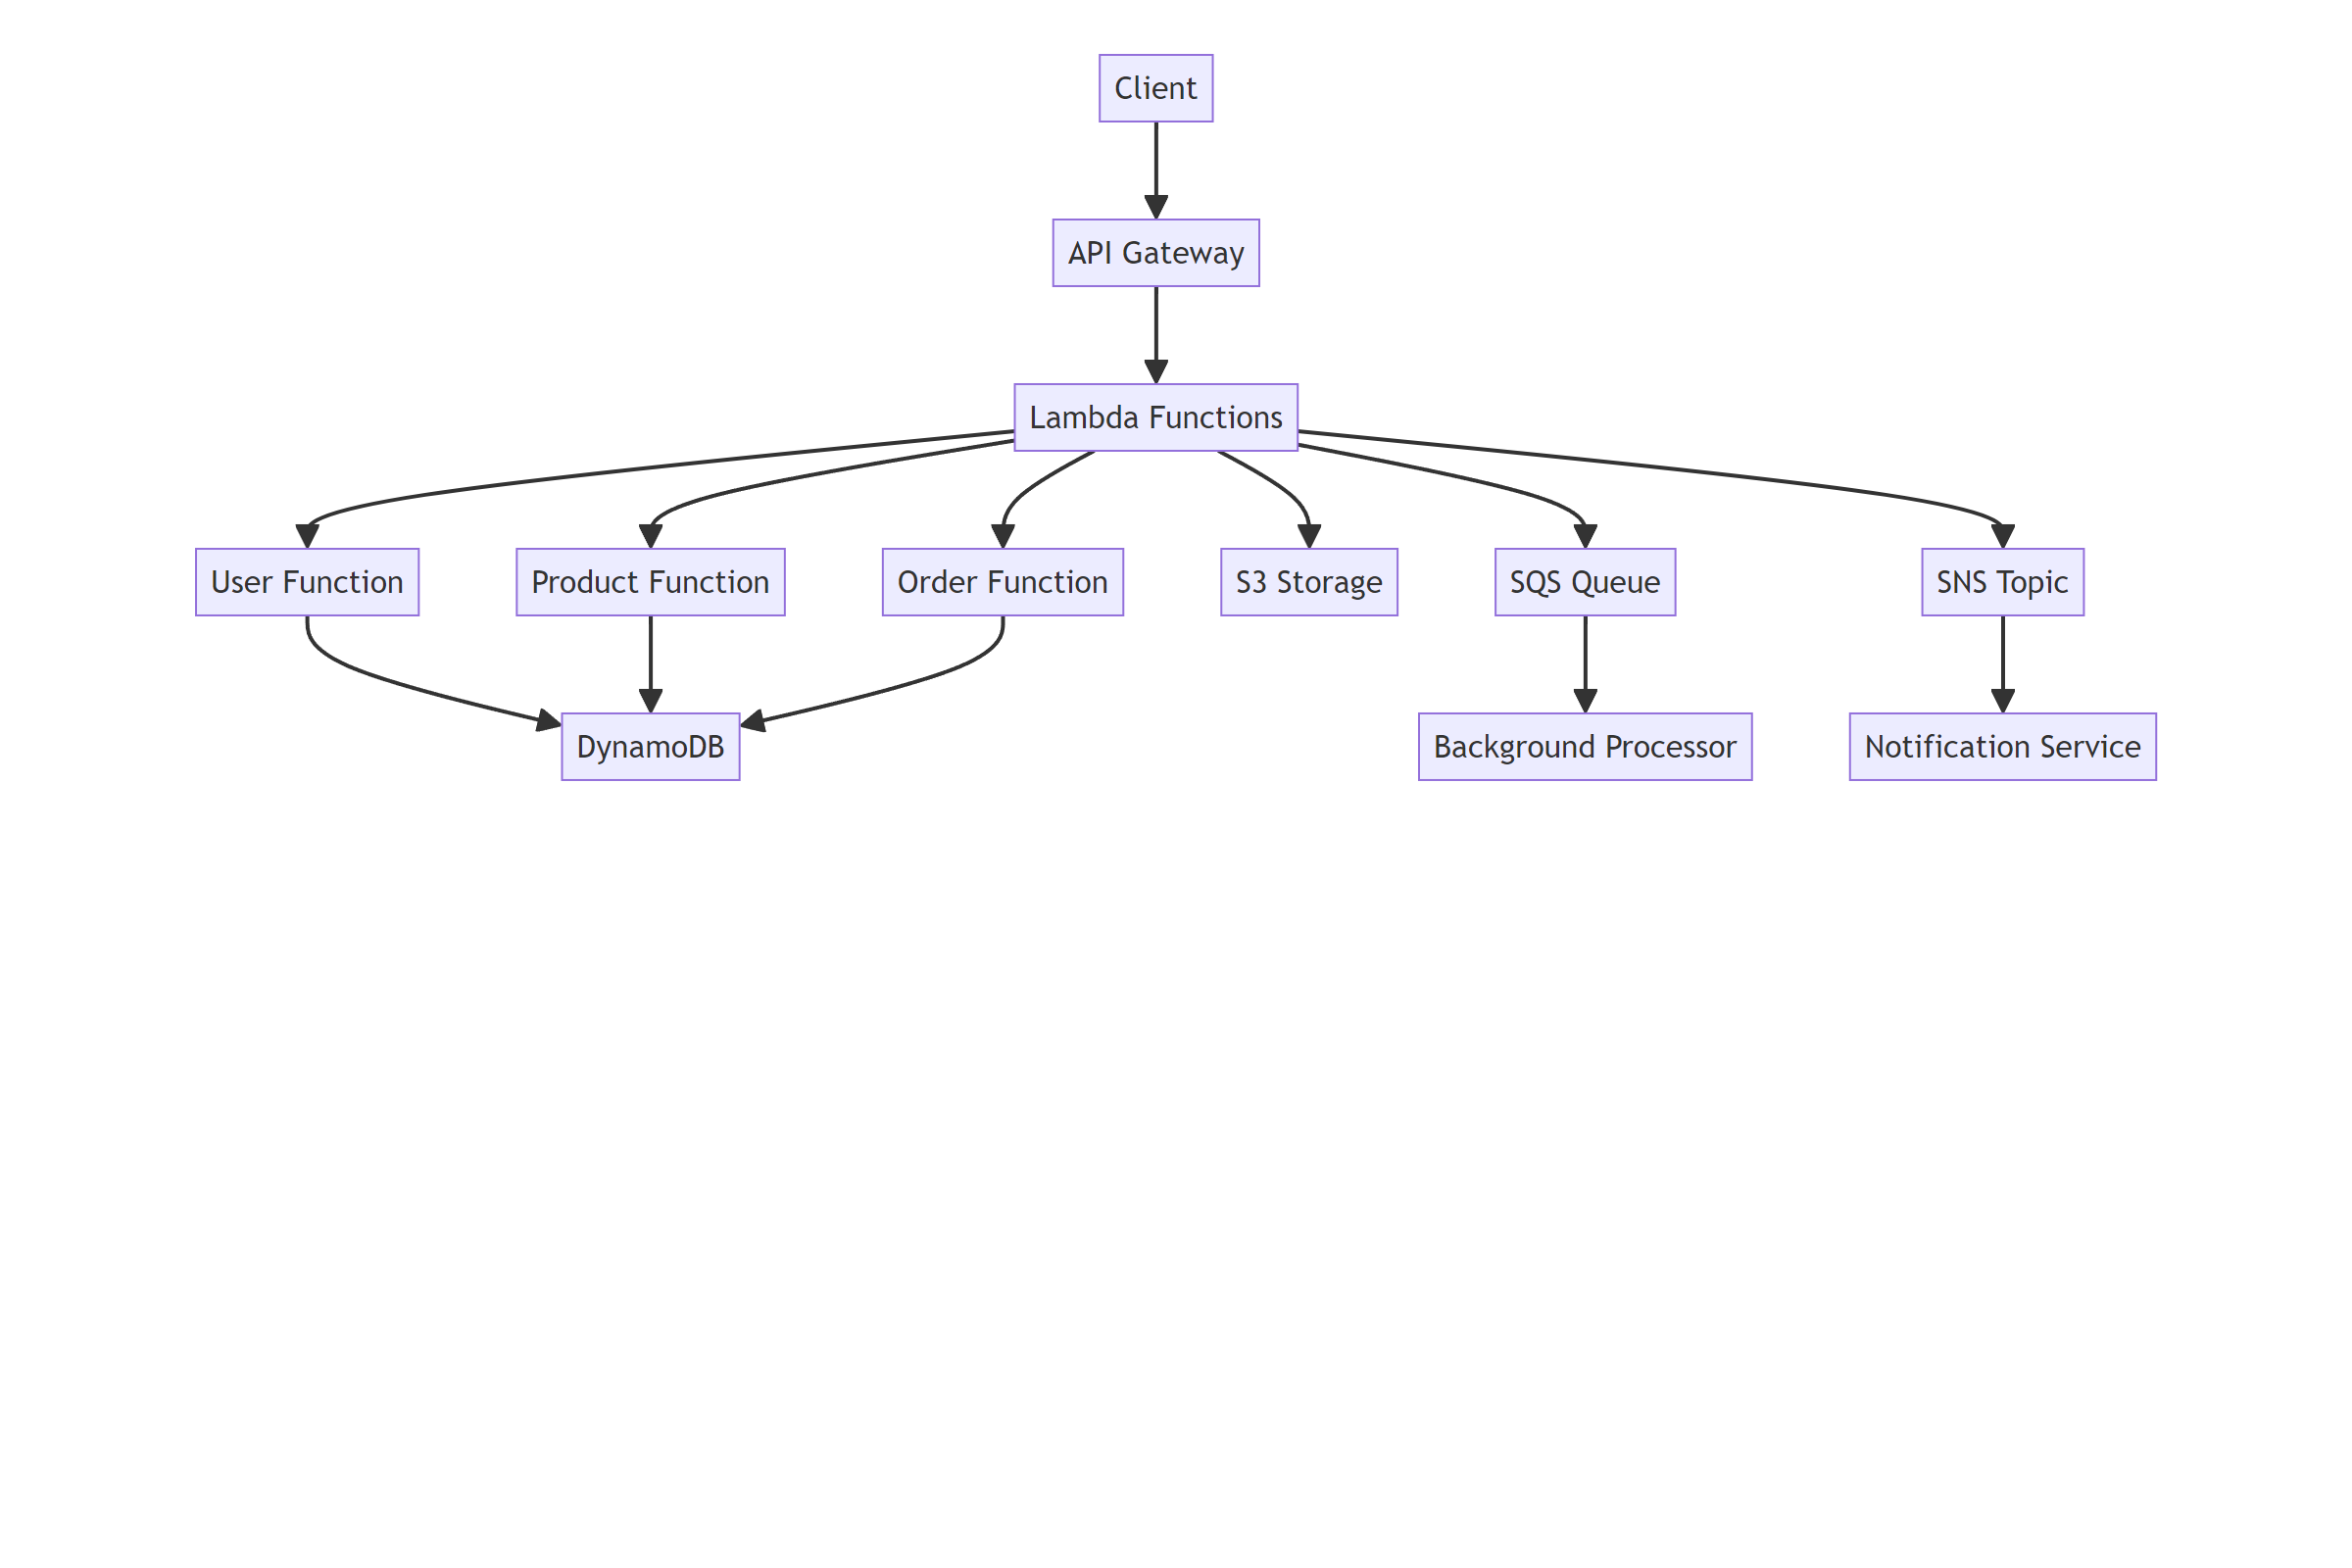 Client
API Gateway
Lambda Functions
User Function
Product Function
Order Function
S3 Storage
SQS Queue
SNS Topic
DynamoDB
Background Processor
Notification Service